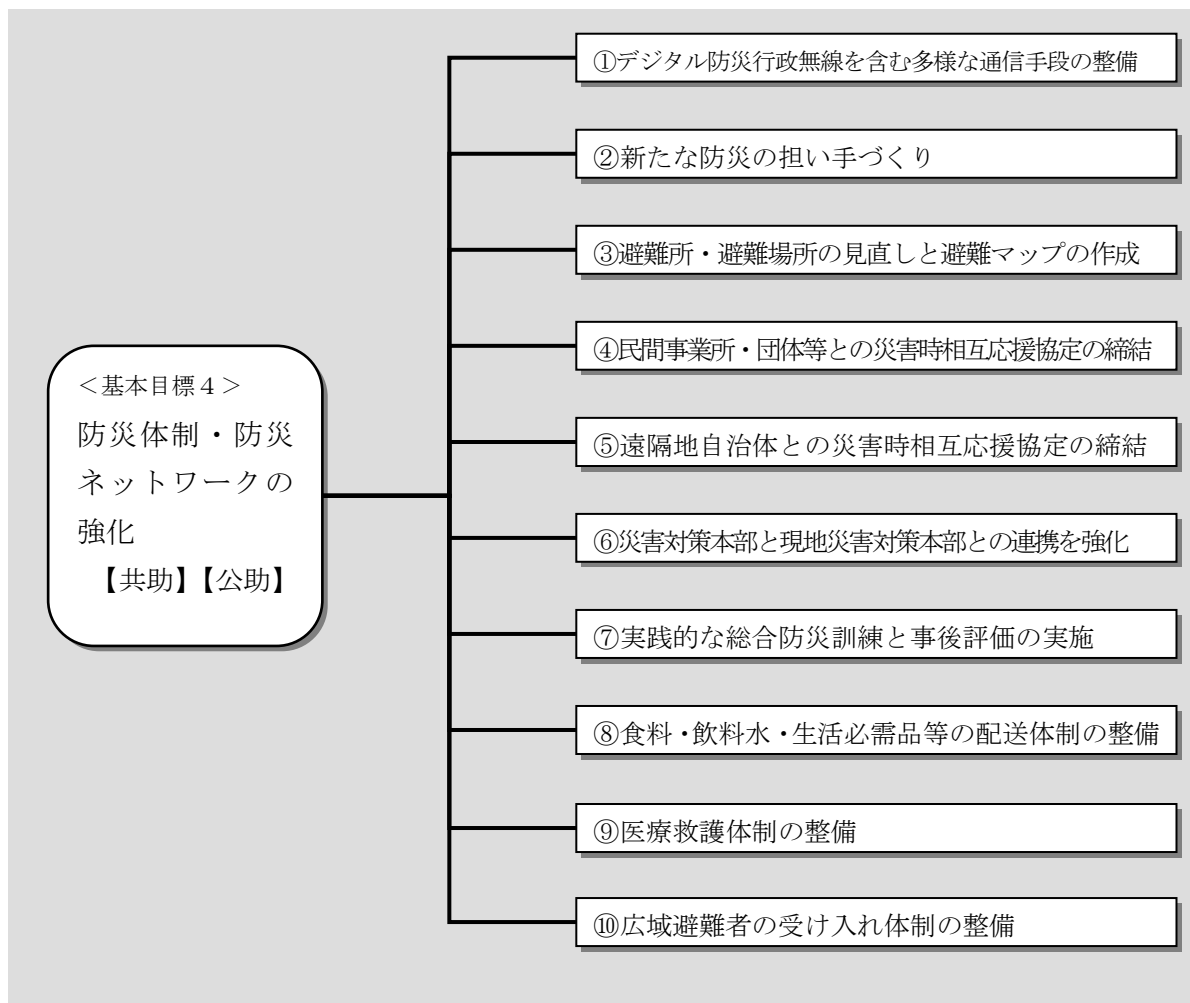 ①デジタル防災行政無線を含む多様な通信手段の整備
②新たな防災の担い手づくり
③避難所・避難場所の見直しと避難マップの作成
④民間事業所・団体等との災害時相互応援協定の締結
<基本目標4>
防災体制・防災
ネットワークの
強化
【共助】【公助】
⑤遠隔地自治体との災害時相互応援協定の締結
⑥災害対策本部と現地災害対策本部との連携を強化
⑦実践的な総合防災訓練と事後評価の実施
⑧食料・飲料水・生活必需品等の配送体制の整備
⑨医療救護体制の整備
⑩広域避難者の受け入れ体制の整備